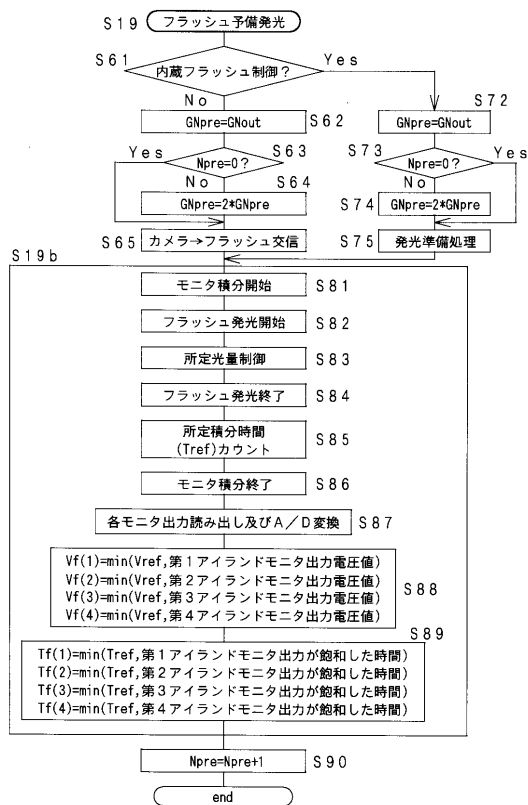 S19 フラッシュ予備発光
S61 内蔵フラッシュ制御? Yes
No
GNpre=GNout S62
S72 GNpre=GNout
Yes Npre=0? S63
S73 Npre=0? Yes
No S64
No
GNpre=2*GNpre
S74 GNpre=2*GNpre
S65 カメラ→フラッシュ交信
S75 発光準備処理
S19b
モニタ積分開始 S81
フラッシュ発光開始 S82
所定光量制御 S83
フラッシュ発光終了 S84
所定積分時間
(Tref)カウント S85
モニタ積分終了 S86
各モニタ出力読み出し及びA/D変換 S87
Vf(1)=min(Vref,第1アイランドモニタ出力電圧値)
Vf(2)=min(Vref,第2アイランドモニタ出力電圧値)
Vf(3)=min(Vref,第3アイランドモニタ出力電圧値)
Vf(4)=min(Vref,第4アイランドモニタ出力電圧値)
S88
S89
Tf(1)=min(Tref,第1アイランドモニタ出力が飽和した時間)
Tf(2)=min(Tref,第2アイランドモニタ出力が飽和した時間)
Tf(3)=min(Tref,第3アイランドモニタ出力が飽和した時間)
Tf(4)=min(Tref,第4アイランドモニタ出力が飽和した時間)
Npre=Npre+1 S90
end